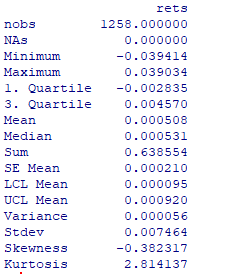 rets
nobs 1258.000000
NAs 0.000000
Minimum -0.039414
Maximum 0.039034
1. Quartile -0.002835
3. Quartile 0.004570
Mean 0.000508
Median 0.000531
Sum 0.638554
SE Mean 0.000210
LCL Mean 0.000095
UCL Mean 0.000920
Variance 0.000056
Stdev 0.007464
Skewness -0.382317
Kurtosis 2.814137